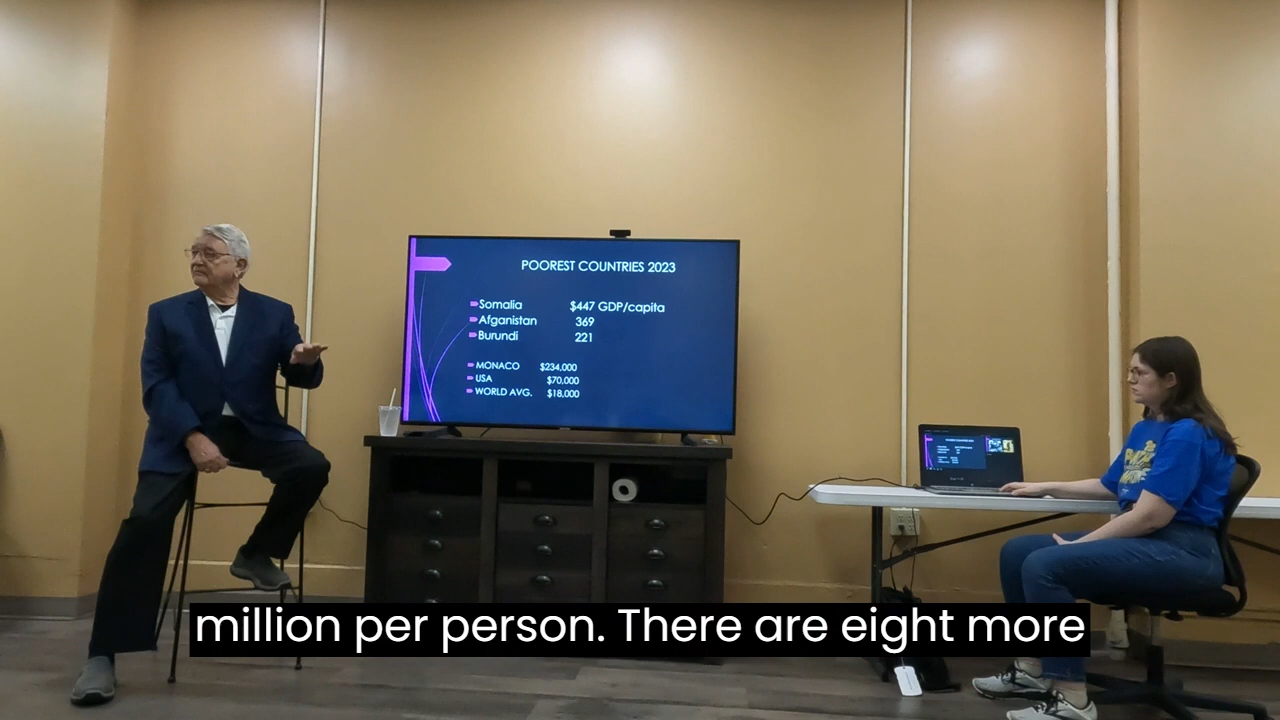 POOREST COUNTRIES 2023
Somalia $447 GDP/capita
Afganistan 369
Burundi 221
MONACO $234,000
USA $70,000
WORLD AVG. $18,000
million per person. There are eight more